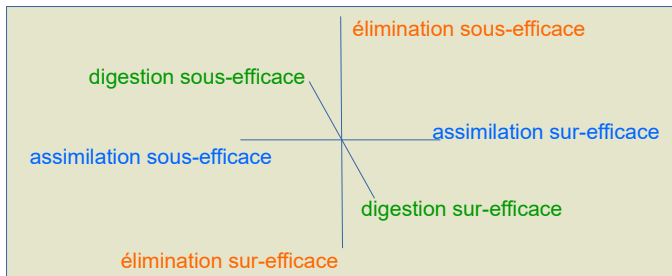 élimination sous-efficace
digestion sous-efficace
assimilation sur-efficace
assimilation sous-efficace
digestion sur-efficace
élimination sur-efficace